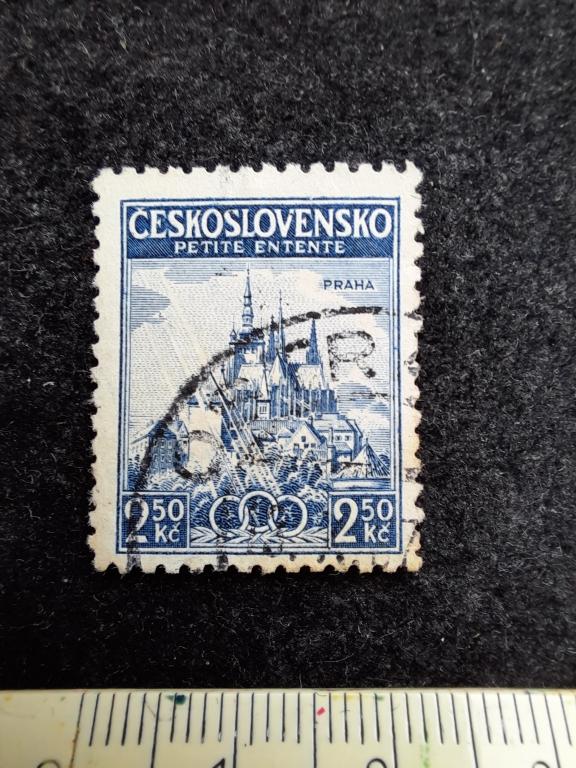 ČESKOSLOVENSKO
PETITE ENTENTE
PRAHA
2 50 Kč
2 50 Kč